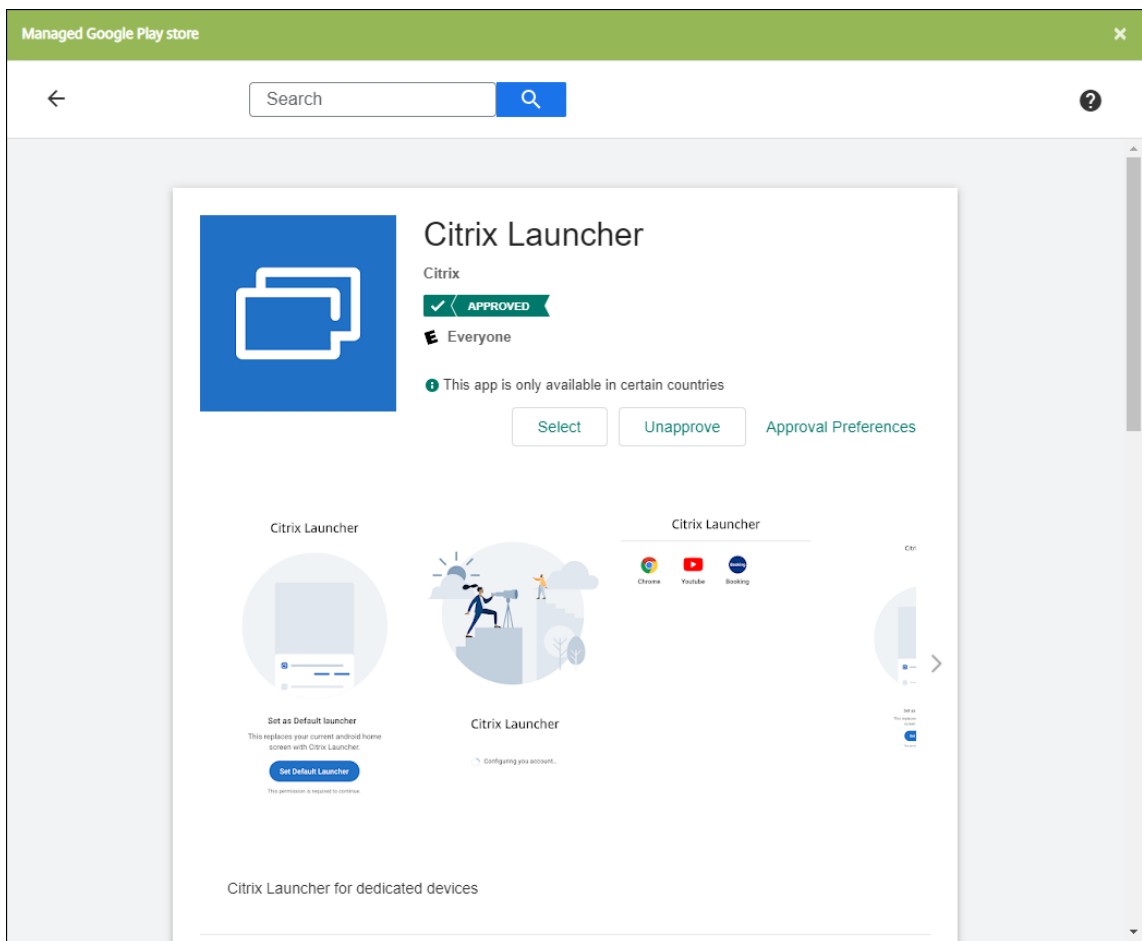 Managed Google Play store
Search
Citrix Launcher
Citrix
APPROVED
Everyone
This app is only available in certain countries
Select
Unapprove
Approval Preferences
Citrix Launcher
Set as Default launcher
This replaces your current android home
screen with Citrix Launcher.
Set Default Launcher
This permission is required to continue
Citrix Launcher
Configuring you account...
Citrix Launcher
Chrome
Youtube
Booking
Citrix Launcher for dedicated devices